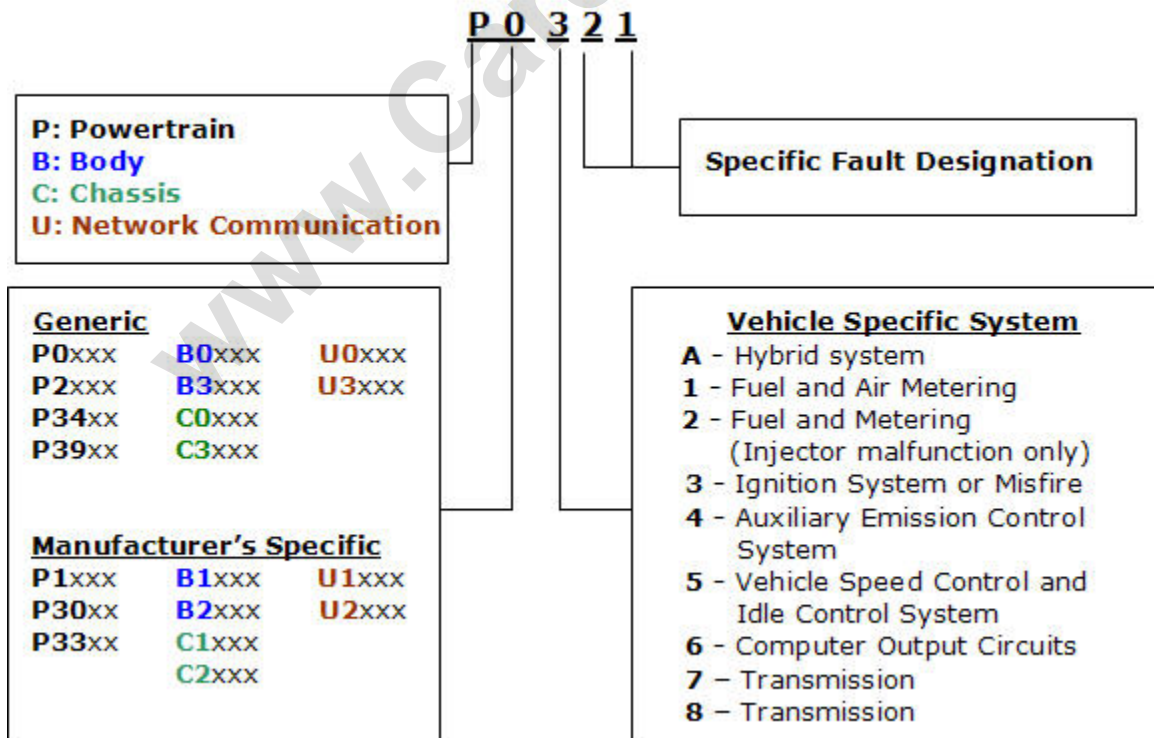 P 0 3 2 1
P: Powertrain
B: Body
C: Chassis
U: Network Communication
Specific Fault Designation
Generic
P0xxx B0xxx U0xxx
P2xxx B3xxx U3xxx
P34xx C0xxx
P39xx C3xxx
Manufacturer's Specific
P1xxx B1xxx U1xxx
P30xx B2xxx U2xxx
P33xx C1xxx
C2xxx
Vehicle Specific System
A - Hybrid system
1 - Fuel and Air Metering
2 - Fuel and Metering
(Injector malfunction only)
3 - Ignition System or Misfire
4 - Auxiliary Emission Control
System
5 - Vehicle Speed Control and
Idle Control System
6 - Computer Output Circuits
7 – Transmission
8 – Transmission